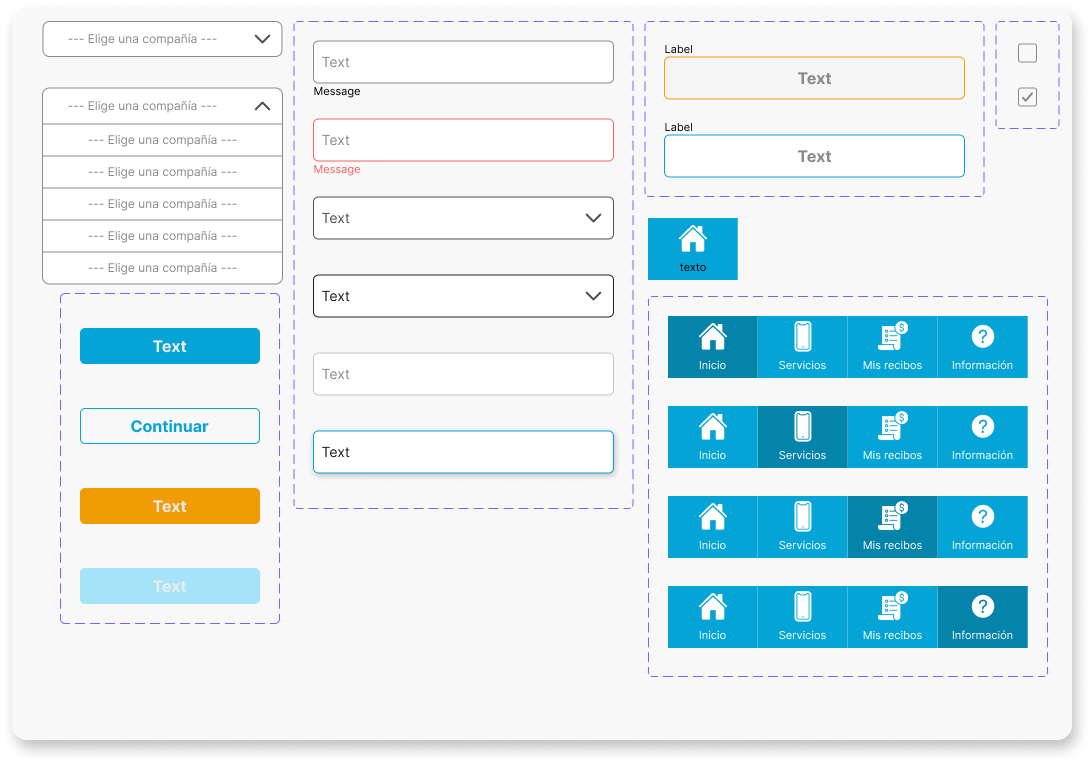 --- Elige una compañía ---
--- Elige una compañía ---
--- Elige una compañía ---
--- Elige una compañía ---
--- Elige una compañía ---
--- Elige una compañía ---
--- Elige una compañía ---
Text
Continuar
Text
Text
Text
Message
Text
Message
Text
Text
Text
Text
Label
Text
Label
Text
texto
$ ?
Inicio Servicios Mis recibos Información
$ ?
Inicio Servicios Mis recibos Información
$ ?
Inicio Servicios Mis recibos Información
$ ?
Inicio Servicios Mis recibos Información